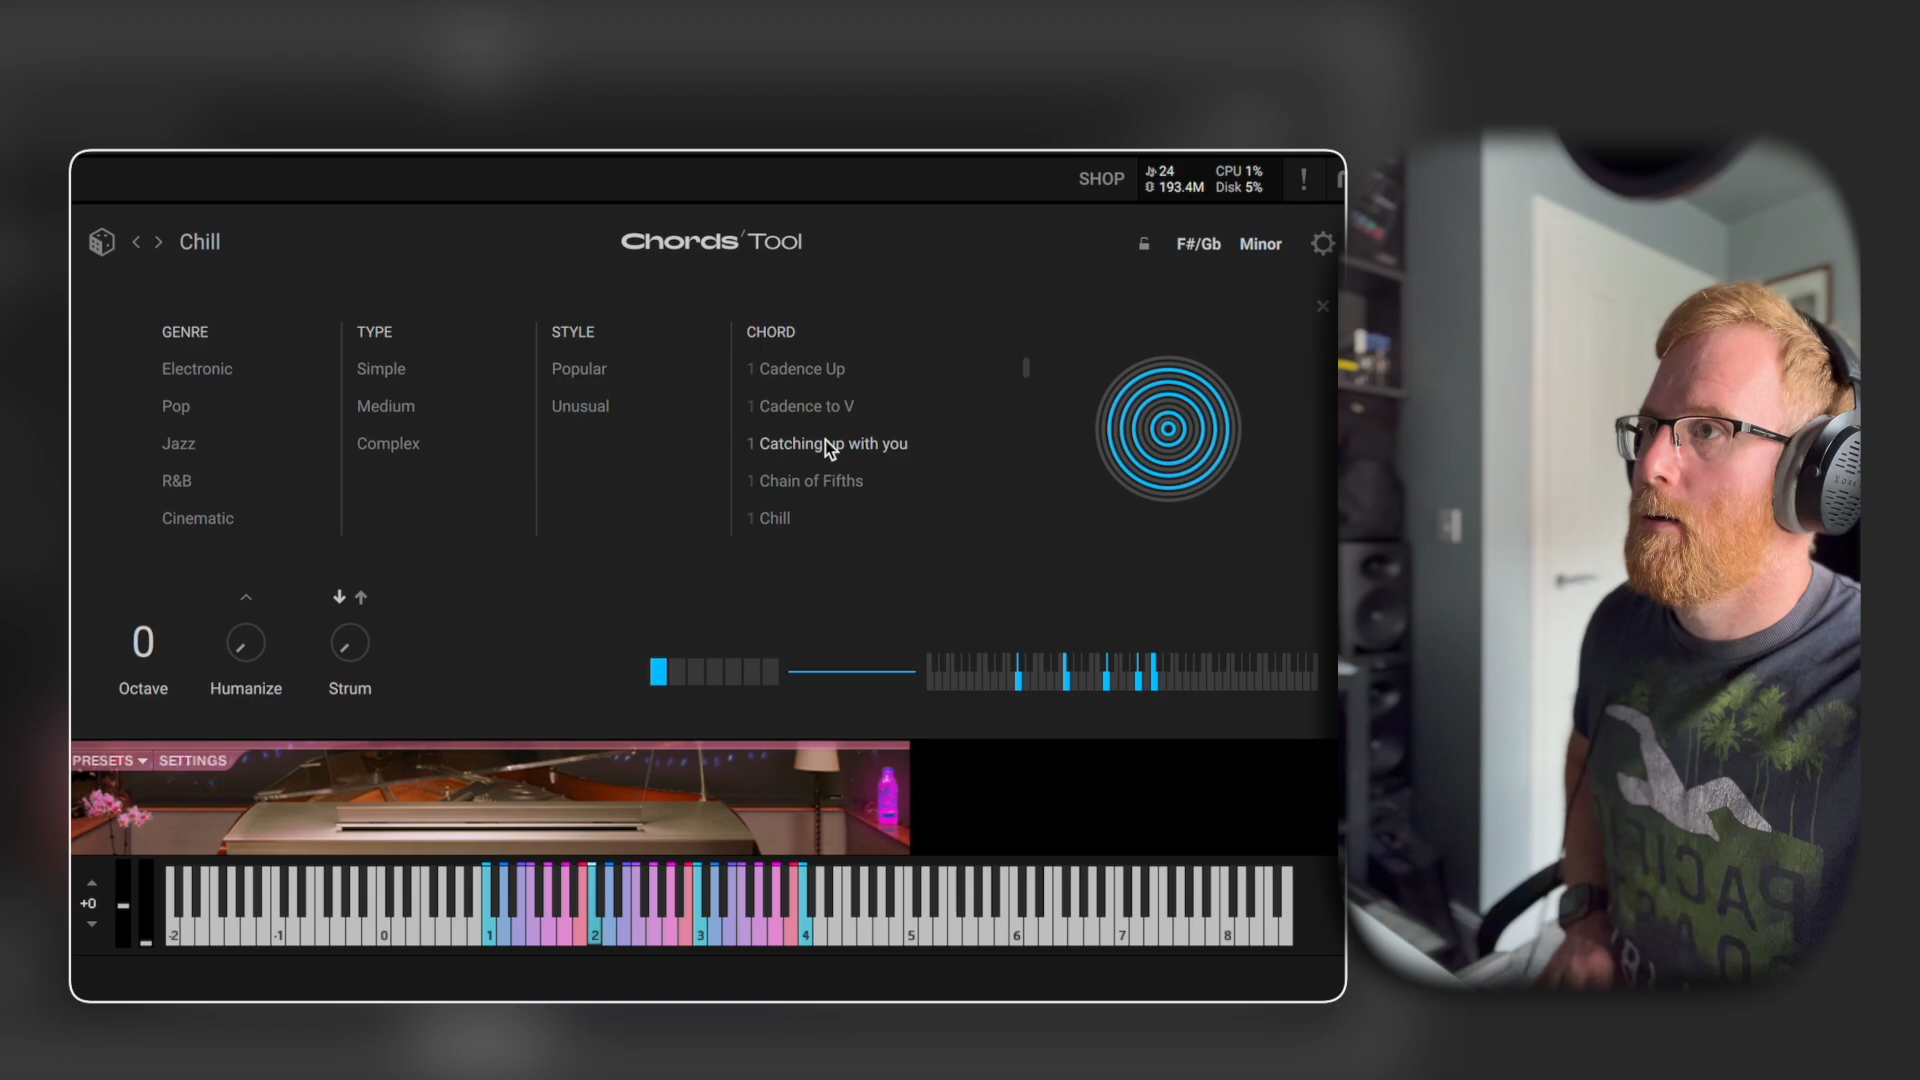 SHOP
24
CPU 1%
193.4M
Disk 5%
!
Chill
Chords' Tool
F#/Gb
Minor
GENRE
Electronic
Pop
Jazz
R&B
Cinematic
TYPE
Simple
Medium
Complex
STYLE
Popular
Unusual
CHORD
1 Cadence Up
1 Cadence to V
1 Catching up with you
1 Chain of Fifths
1 Chill
0
Octave
Humanize
Strum
PRESETS
SETTINGS
+0
-2 -1 0 1 2 3 4 5 6 7 8
PACIFI